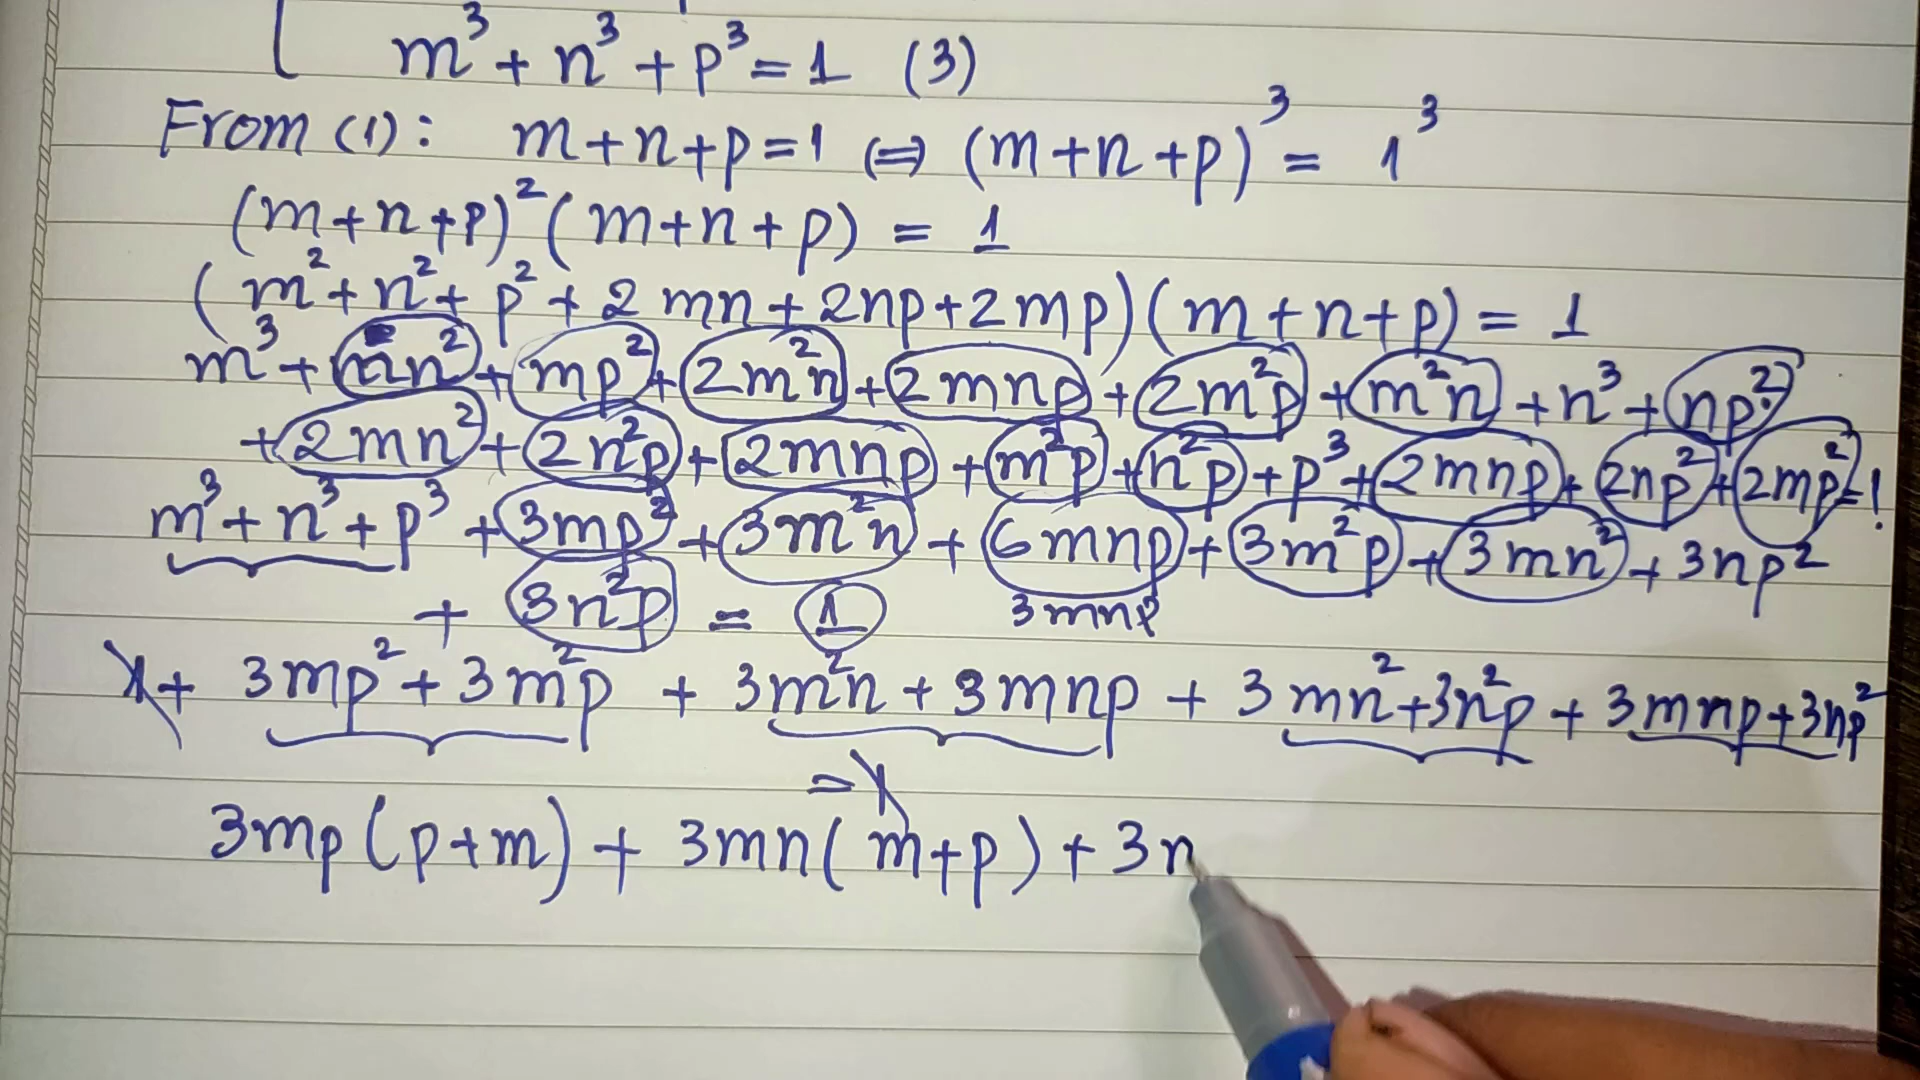 m³ + n³ + p³ = 1 (3)
From (1): m+n+p=1 ⇔ (m+n+p)³ = 1³
(m+n+p)²(m+n+p) = 1
(m²+n²+p²+2mn+2np+2mp)(m+n+p) = 1
m³+mn²+mp²+2m²n+2mnp+2m²p+m²n+n³+np²
+2mn²+2n²p+2mnp+m²p+n²p+p³+2mnp+2np²+2mp²=1
m³+n³+p³+3mp²+3m²n+6mnp+3m²p+3mn²+3np²
+ 3n²p = 1
3mnp
1+ 3mp²+3m²p + 3m²n+3mnp + 3mn²+3n²p + 3mnp+3np²
=1
3mp(p+m) + 3mn(m+p) + 3n